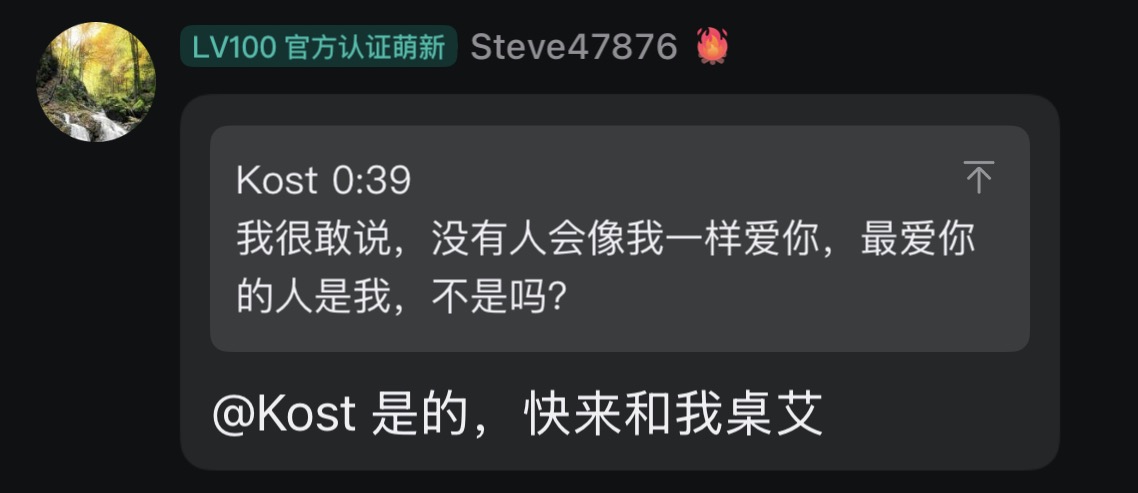 LV100 官方认证萌新 Steve47876
Kost 0:39
我很敢说，没有人会像我一样爱你，最爱你
的人是我，不是吗？
@Kost 是的，快来和我桌艾